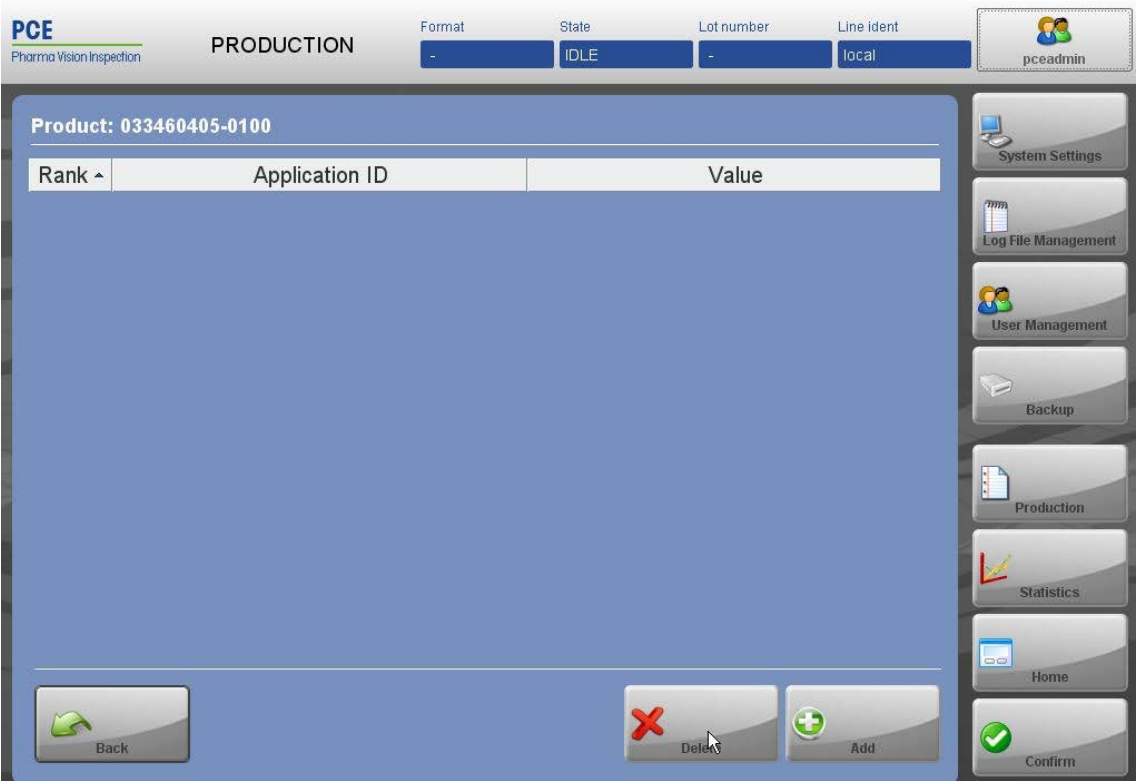 PCE
Pharma Vision Inspection
PRODUCTION
Format
State
Lot number
Line ident
-
IDLE
-
local
pceadmin
Product: 033460405-0100
Rank Application ID Value
System Settings
Log File Management
User Management
Backup
Production
Statistics
Home
Back
Delete
Add
Confirm